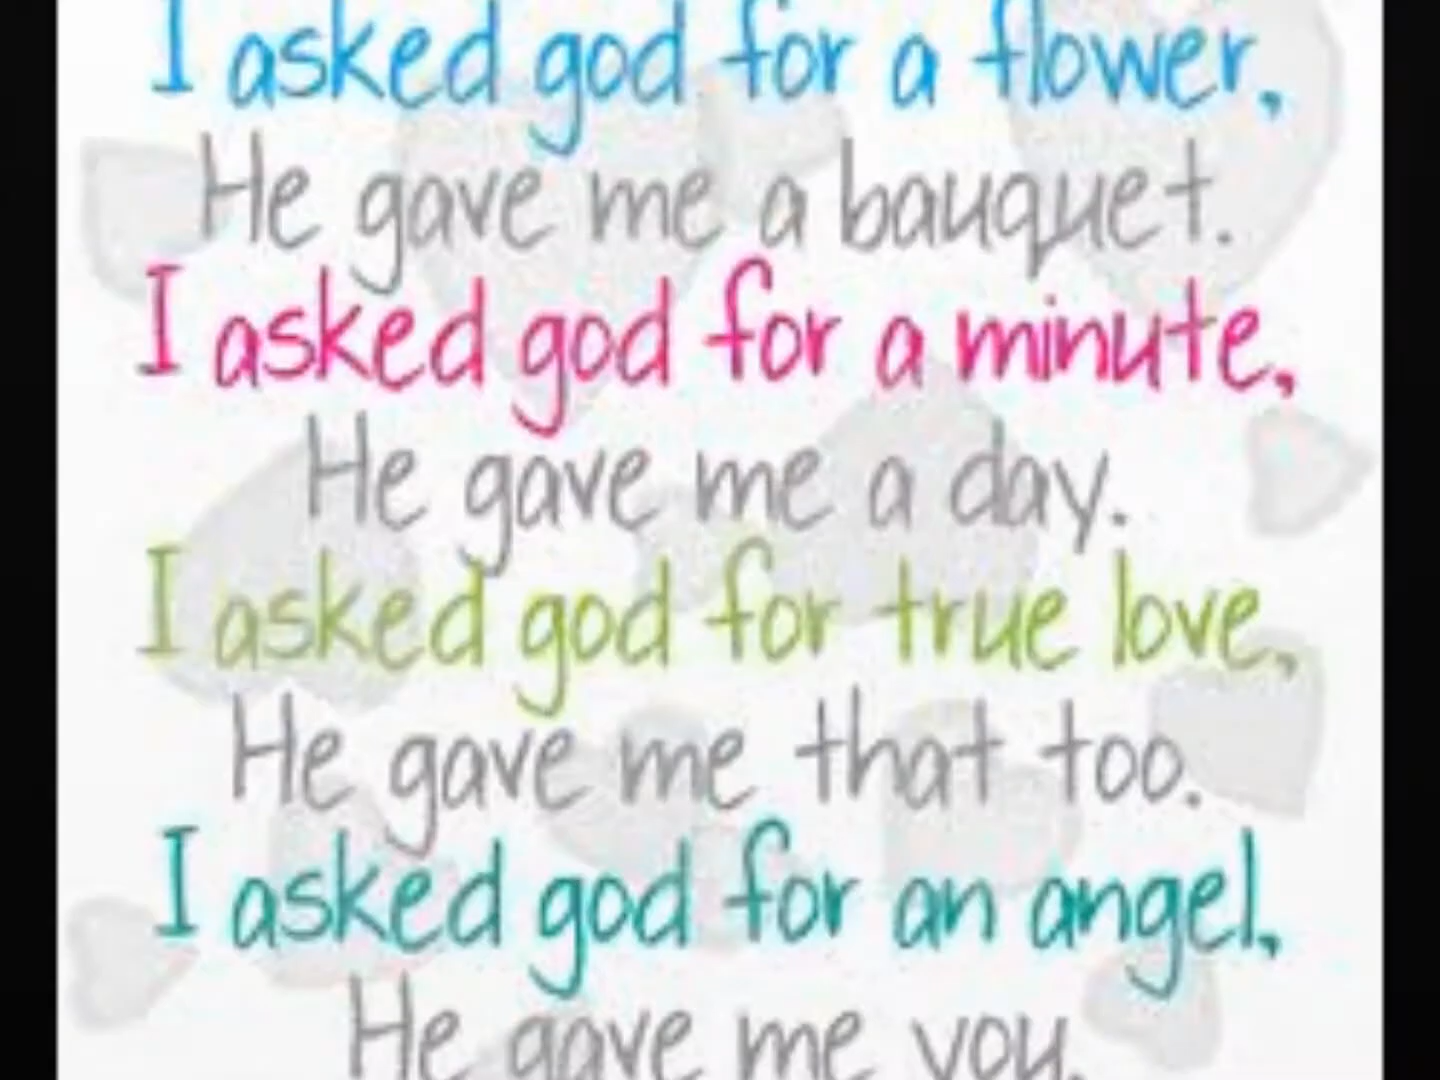 I asked god for a flower,
He gave me a bauquet.
I asked god for a minute,
He gave me a day.
I asked god for true love,
He gave me that too.
I asked god for an angel,
He gave me you.